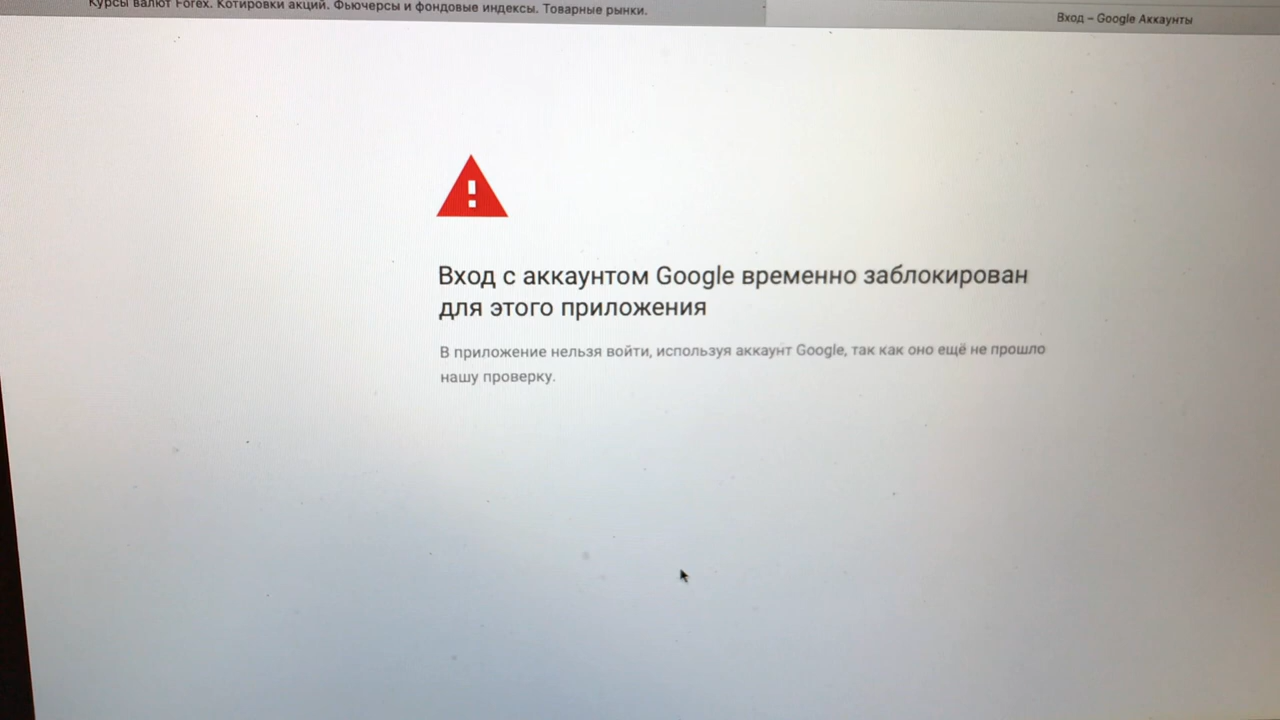 Курсы валют Forex. Котировки акций. Фьючерсы и фондовые индексы. Товарные рынки.
Вход – Google Аккаунты
Вход с аккаунтом Google временно заблокирован
для этого приложения
В приложение нельзя войти, используя аккаунт Google, так как оно ещё не прошло
нашу проверку.